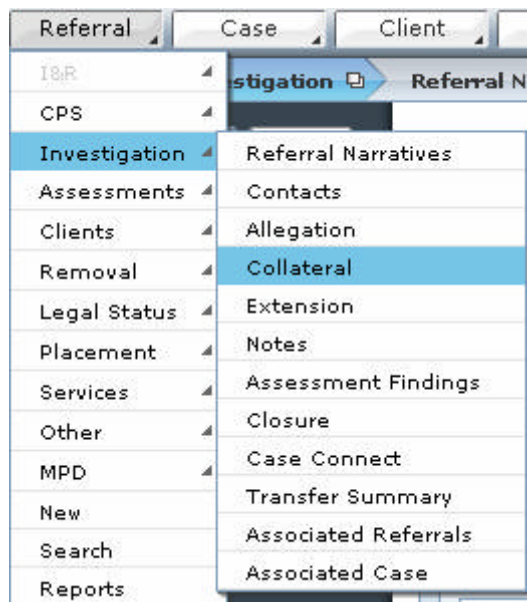 Referral Case Client
I&R
stigation Referral N
CPS
Investigation
Assessments
Clients
Removal
Legal Status
Placement
Services
Other
MPD
New
Search
Reports
Referral Narratives
Contacts
Allegation
Collateral
Extension
Notes
Assessment Findings
Closure
Case Connect
Transfer Summary
Associated Referrals
Associated Case